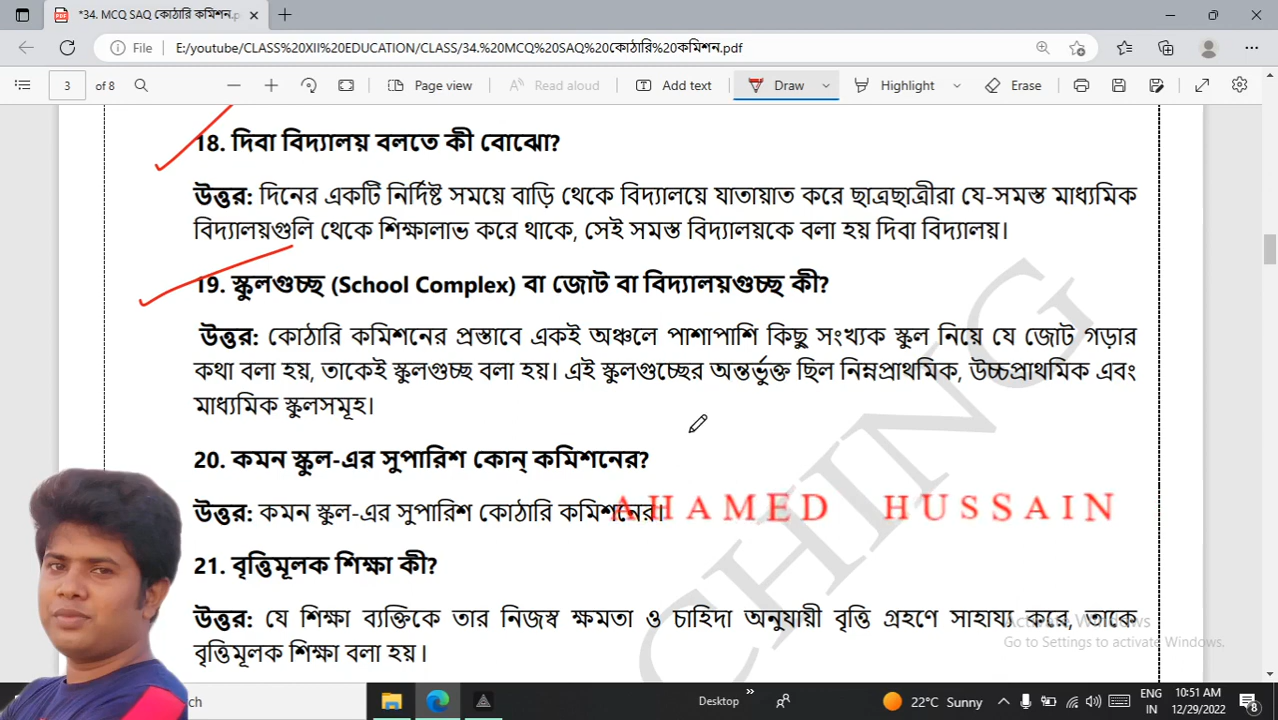 *34. MCQ SAQ কোঠারি কমিশন.p
File E:/youtube/CLASS%20XII%20EDUCATION/CLASS/34.%20MCQ%20SAQ%20কোঠারি%20কমিশন.pdf
3 of 8 Page view Read aloud Add text Draw Highlight Erase
18. দিবা বিদ্যালয় বলতে কী বোঝো?
উত্তর: দিনের একটি নির্দিষ্ট সময়ে বাড়ি থেকে বিদ্যালয়ে যাতায়াত করে ছাত্রছাত্রীরা যে-সমস্ত মাধ্যমিক
বিদ্যালয়গুলি থেকে শিক্ষালাভ করে থাকে, সেই সমস্ত বিদ্যালয়কে বলা হয় দিবা বিদ্যালয়।
19. স্কুলগুচ্ছ (School Complex) বা জোট বা বিদ্যালয়গুচ্ছ কী?
উত্তর: কোঠারি কমিশনের প্রস্তাবে একই অঞ্চলে পাশাপাশি কিছু সংখ্যক স্কুল নিয়ে যে জোট গড়ার
কথা বলা হয়, তাকেই স্কুলগুচ্ছ বলা হয়। এই স্কুলগুচ্ছের অন্তর্ভুক্ত ছিল নিম্নপ্রাথমিক, উচ্চপ্রাথমিক এবং
মাধ্যমিক স্কুলসমূহ।
20. কমন স্কুল-এর সুপারিশ কোন্ কমিশনের?
উত্তর: কমন স্কুল-এর সুপারিশ কোঠারি কমিশনের।
AHAMED HUSSAIN
21. বৃত্তিমূলক শিক্ষা কী?
উত্তর: যে শিক্ষা ব্যক্তিকে তার নিজস্ব ক্ষমতা ও চাহিদা অনুযায়ী বৃত্তি গ্রহণে সাহায্য করে, তাকে
বৃত্তিমূলক শিক্ষা বলা হয়।
CHING
Activate Windows
Go to Settings to activate Windows.
rch Desktop 22°C Sunny ENG 10:51 AM
IN 12/29/2022 8